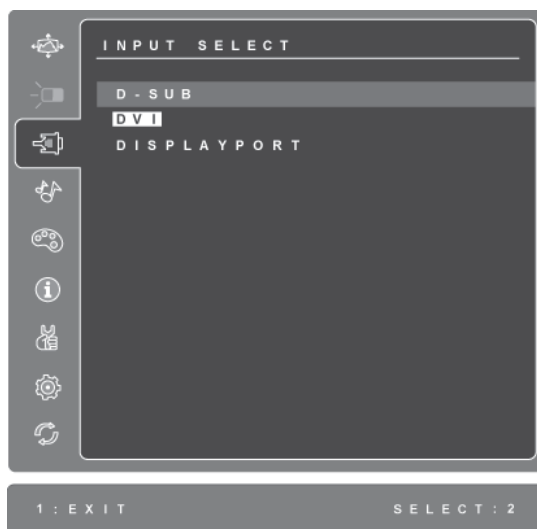 INPUT SELECT
D-SUB
DVI
DISPLAYPORT
1:EXIT SELECT:2